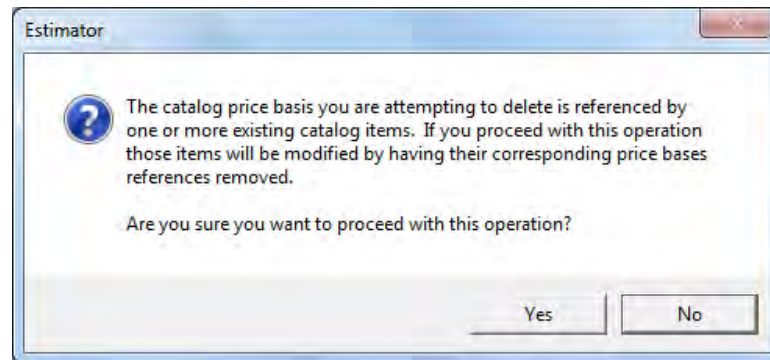 Estimator
The catalog price basis you are attempting to delete is referenced by
one or more existing catalog items.  If you proceed with this operation
those items will be modified by having their corresponding price bases
references removed.
Are you sure you want to proceed with this operation?
Yes
No